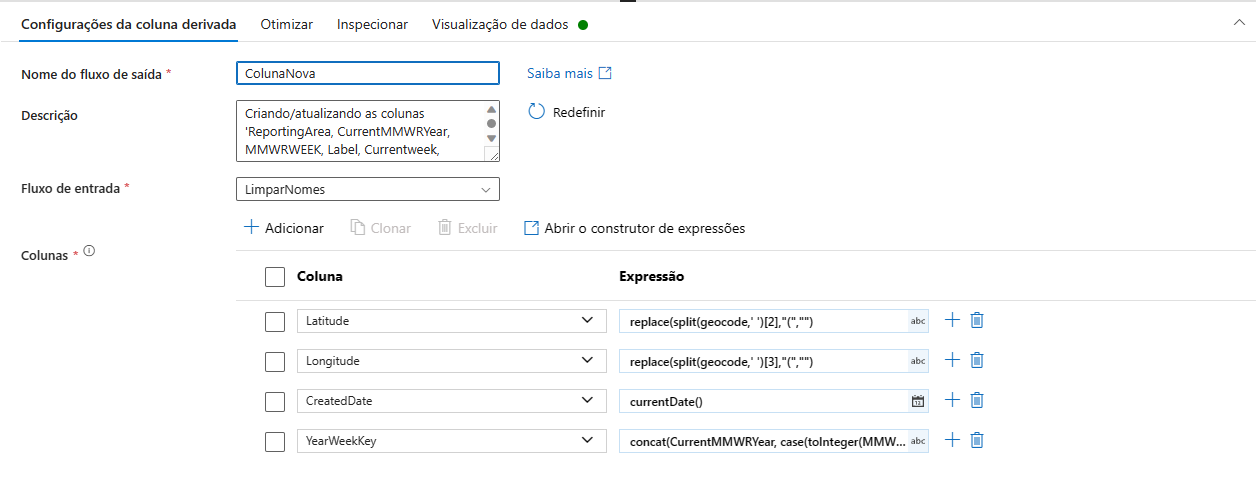 Configurações da coluna derivada Otimizar Inspecionar Visualização de dados
Nome do fluxo de saída * ColunaNova Saiba mais
Descrição Criando/atualizando as colunas 'ReportingArea, CurrentMMWRYear, MMWRWEEK, Label, Currentweek, Redefinir
Fluxo de entrada * LimparNomes
Adicionar Clonar Excluir Abrir o construtor de expressões
Colunas *
Coluna Expressão
Latitude replace(split(geocode,' ')[2],"(","") abc
Longitude replace(split(geocode,' ')[3],"(","") abc
CreatedDate currentDate() 12
YearWeekKey concat(CurrentMMWRYear, case(toInteger(MMW... abc